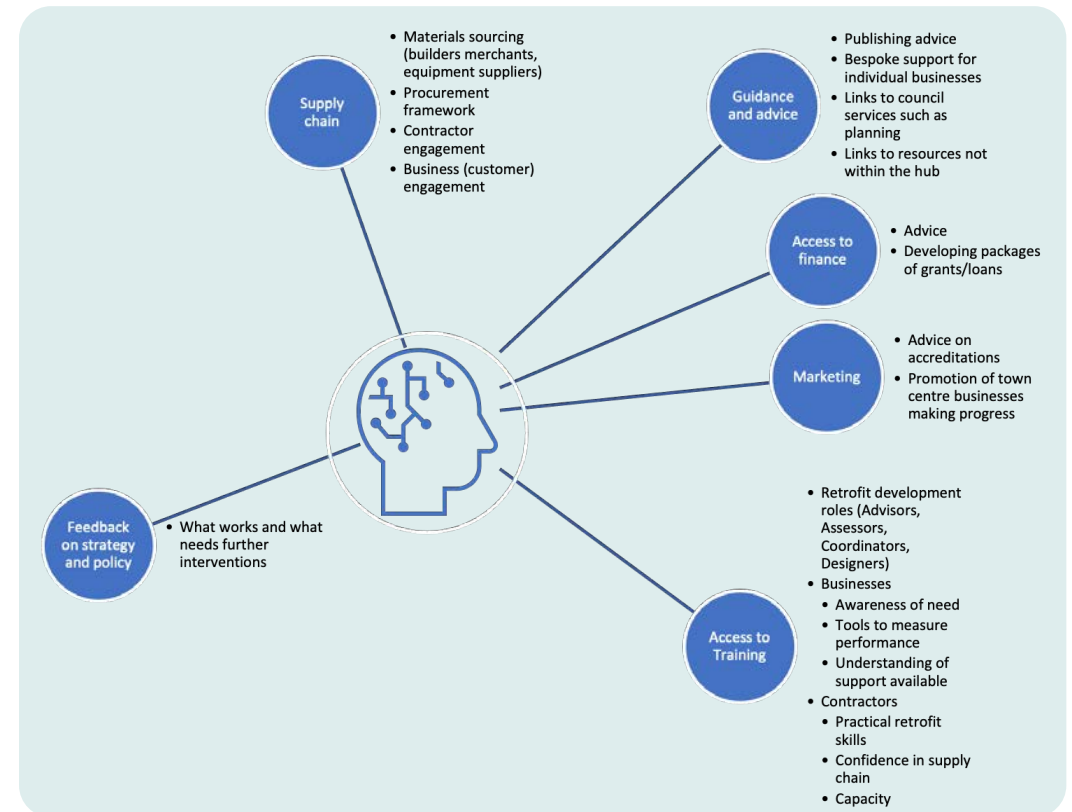 Supply
chain
• Materials sourcing
(builders merchants,
equipment suppliers)
• Procurement
framework
• Contractor
engagement
• Business (customer)
engagement
Guidance
and advice
• Publishing advice
• Bespoke support for
individual businesses
• Links to council
services such as
planning
• Links to resources not
within the hub
Access to
finance
• Advice
• Developing packages
of grants/loans
Marketing
• Advice on
accreditations
• Promotion of town
centre businesses
making progress
Feedback
on strategy
and policy
• What works and what
needs further
interventions
Access to
Training
• Retrofit development
roles (Advisors,
Assessors,
Coordinators,
Designers)
• Businesses
• Awareness of need
• Tools to measure
performance
• Understanding of
support available
• Contractors
• Practical retrofit
skills
• Confidence in supply
chain
• Capacity